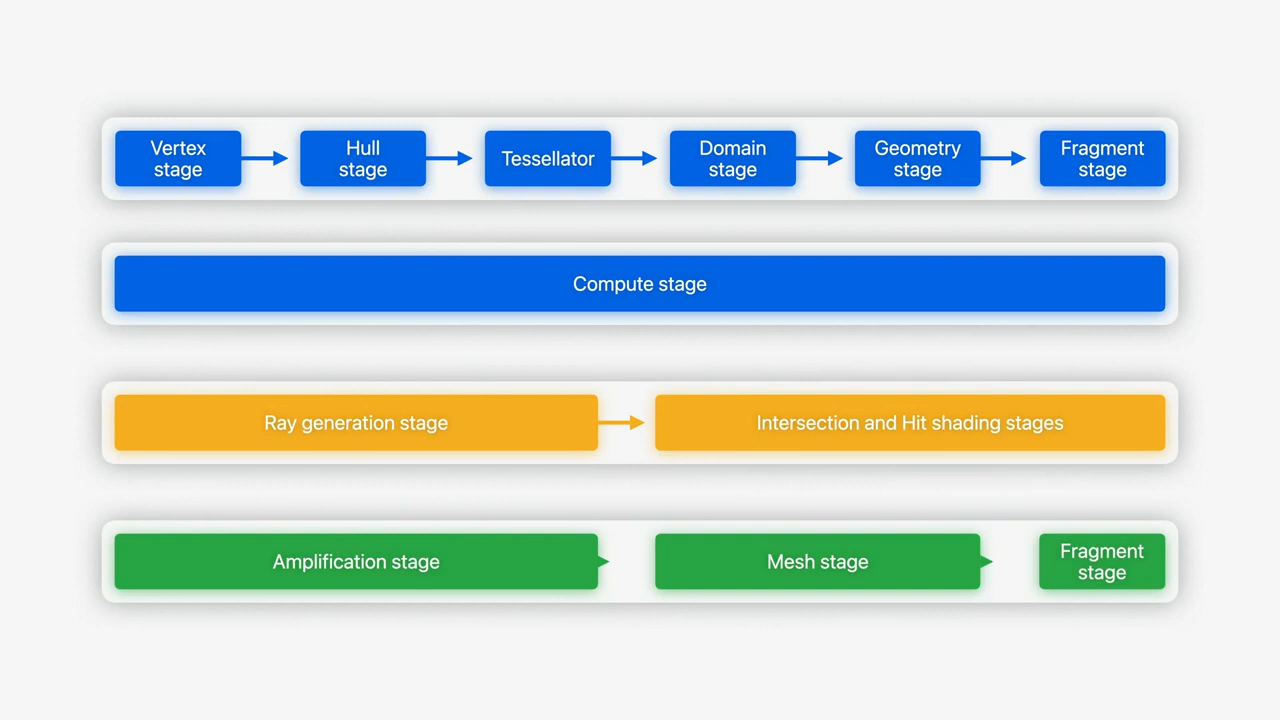 Vertex
stage
Hull
stage
Tessellator
Domain
stage
Geometry
stage
Fragment
stage
Compute stage
Ray generation stage
Intersection and Hit shading stages
Amplification stage
Mesh stage
Fragment
stage